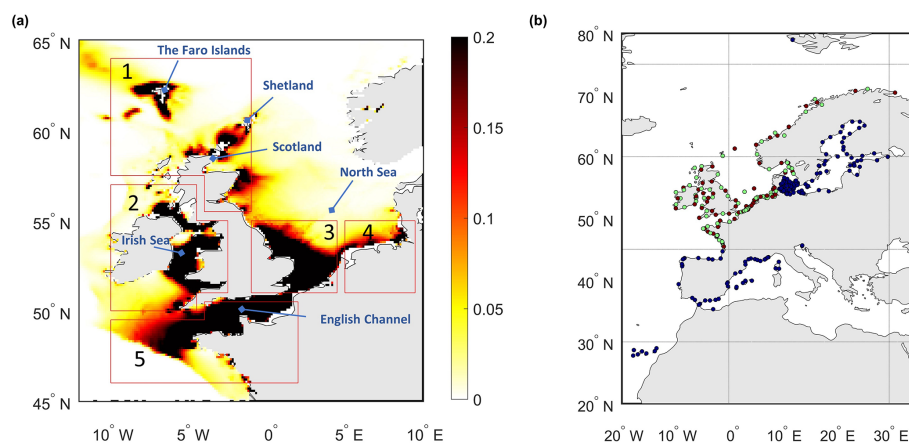 (a)
65° N
60° N
55° N
50° N
45° N
10° W
5° W
0°
5° E
10° E
The Faro Islands
Shetland
Scotland
North Sea
Irish Sea
English Channel
1
2
3
4
5
0.2
0.15
0.1
0.05
0
(b)
80° N
70° N
60° N
50° N
40° N
30° N
20° N
20° W
10° W
0°
10° E
20° E
30° E